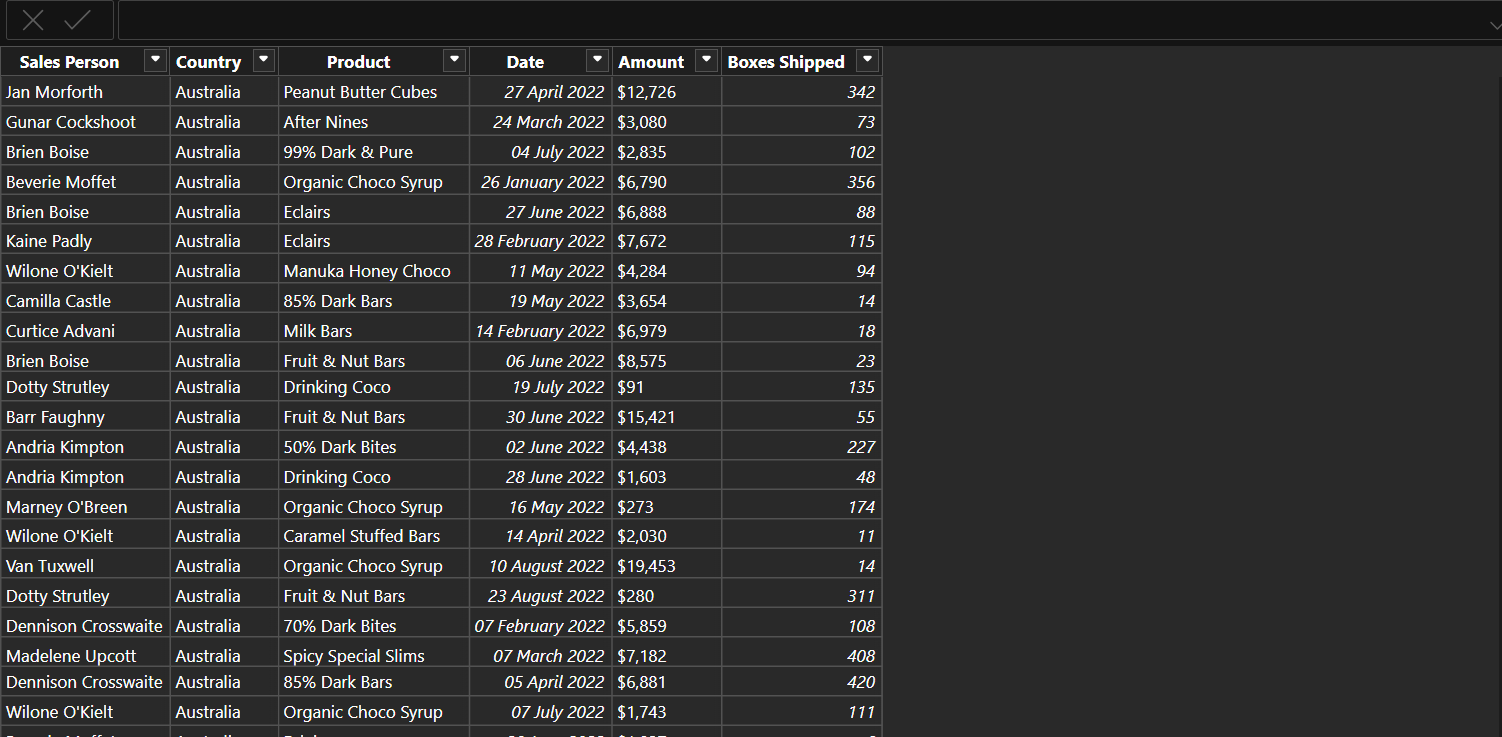 Sales Person Country Product Date Amount Boxes Shipped
Jan Morforth Australia Peanut Butter Cubes 27 April 2022 $12,726 342
Gunar Cockshoot Australia After Nines 24 March 2022 $3,080 73
Brien Boise Australia 99% Dark & Pure 04 July 2022 $2,835 102
Beverie Moffet Australia Organic Choco Syrup 26 January 2022 $6,790 356
Brien Boise Australia Eclairs 27 June 2022 $6,888 88
Kaine Padly Australia Eclairs 28 February 2022 $7,672 115
Wilone O'Kielt Australia Manuka Honey Choco 11 May 2022 $4,284 94
Camilla Castle Australia 85% Dark Bars 19 May 2022 $3,654 14
Curtice Advani Australia Milk Bars 14 February 2022 $6,979 18
Brien Boise Australia Fruit & Nut Bars 06 June 2022 $8,575 23
Dotty Strutley Australia Drinking Coco 19 July 2022 $91 135
Barr Faughny Australia Fruit & Nut Bars 30 June 2022 $15,421 55
Andria Kimpton Australia 50% Dark Bites 02 June 2022 $4,438 227
Andria Kimpton Australia Drinking Coco 28 June 2022 $1,603 48
Marney O'Breen Australia Organic Choco Syrup 16 May 2022 $273 174
Wilone O'Kielt Australia Caramel Stuffed Bars 14 April 2022 $2,030 11
Van Tuxwell Australia Organic Choco Syrup 10 August 2022 $19,453 14
Dotty Strutley Australia Fruit & Nut Bars 23 August 2022 $280 311
Dennison Crosswaite Australia 70% Dark Bites 07 February 2022 $5,859 108
Madelene Upcott Australia Spicy Special Slims 07 March 2022 $7,182 408
Dennison Crosswaite Australia 85% Dark Bars 05 April 2022 $6,881 420
Wilone O'Kielt Australia Organic Choco Syrup 07 July 2022 $1,743 111